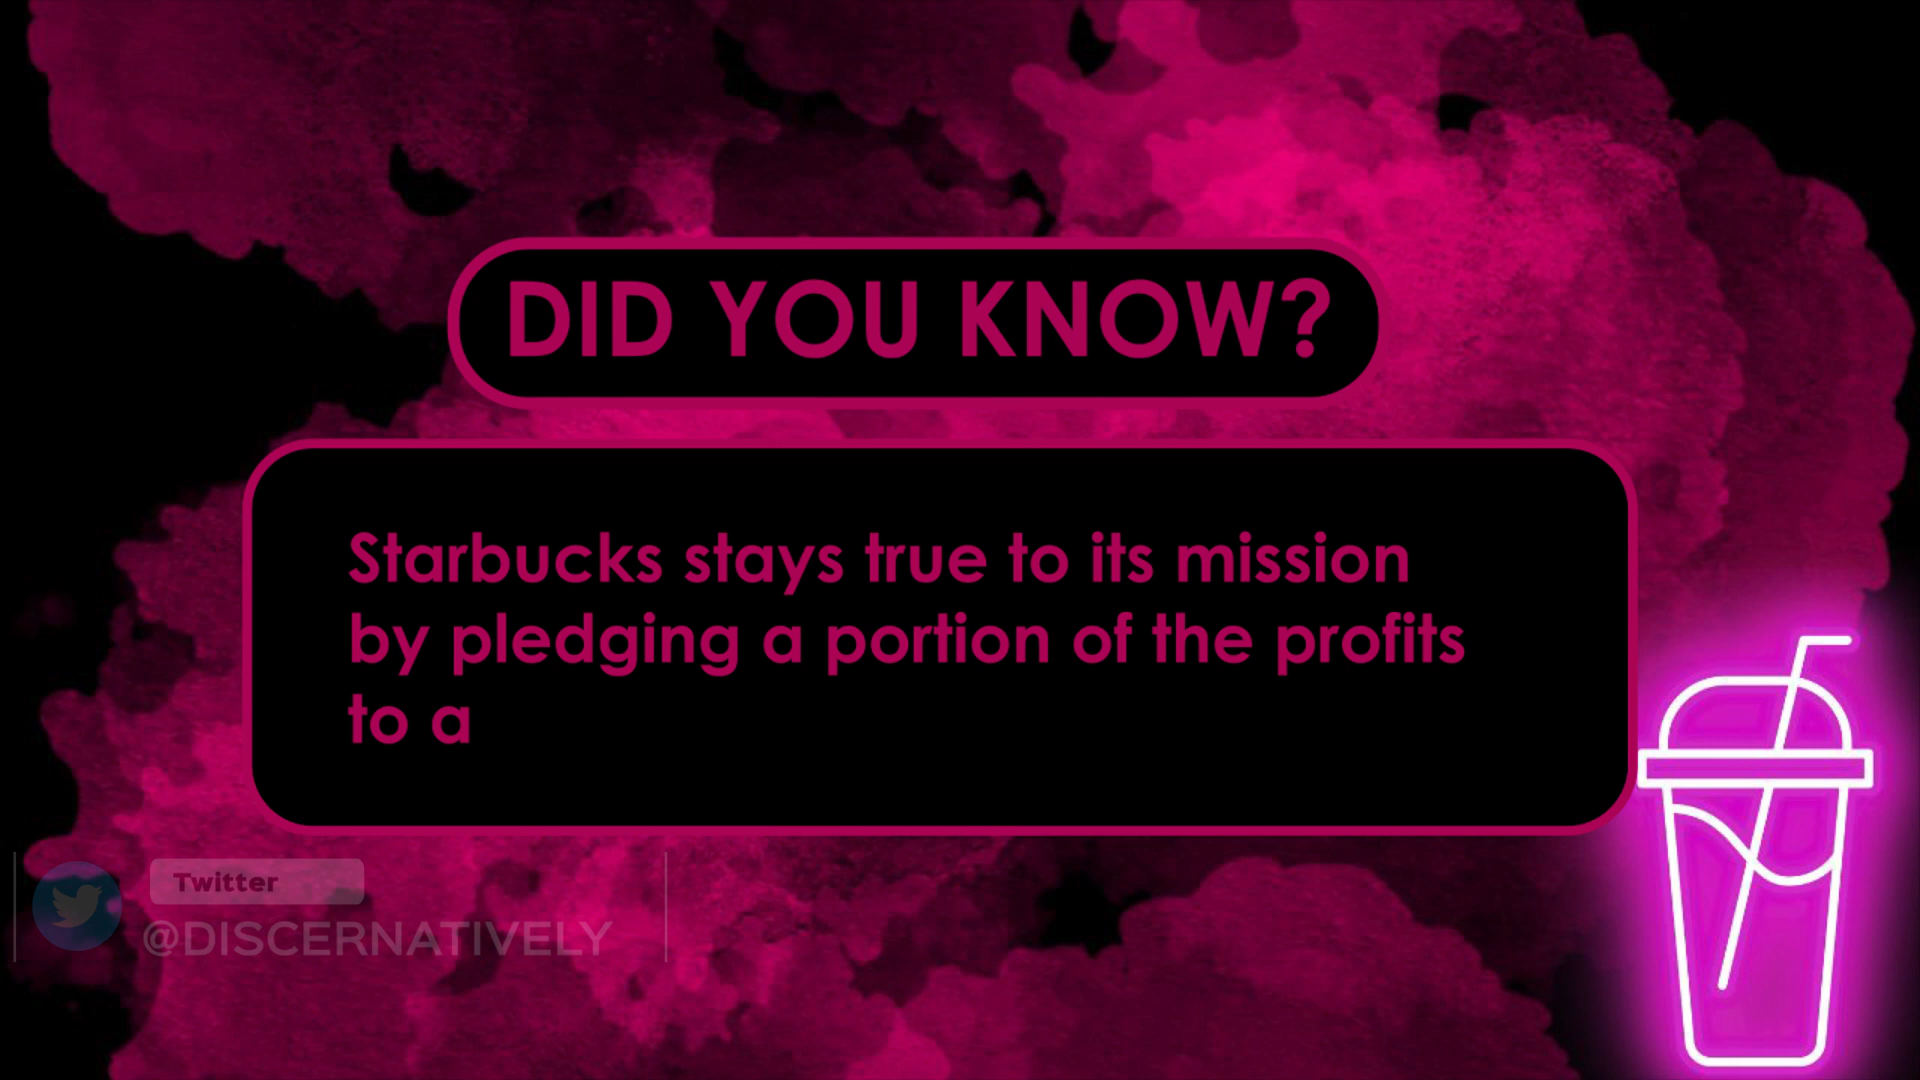 DID YOU KNOW?
Starbucks stays true to its mission
by pledging a portion of the profits
to a
Twitter
@DISCERNATIVELY